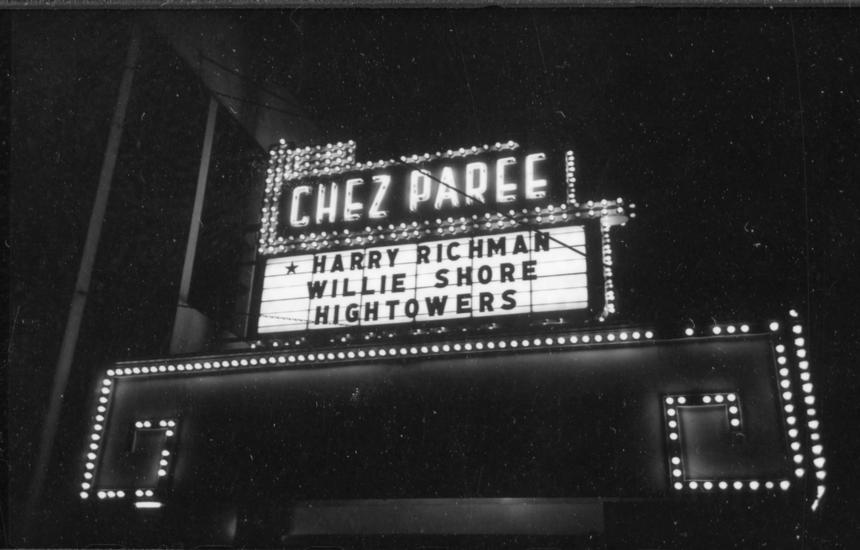 CHEZ PAREE
★ HARRY RICHMAN
WILLIE SHORE
HIGHTOWERS